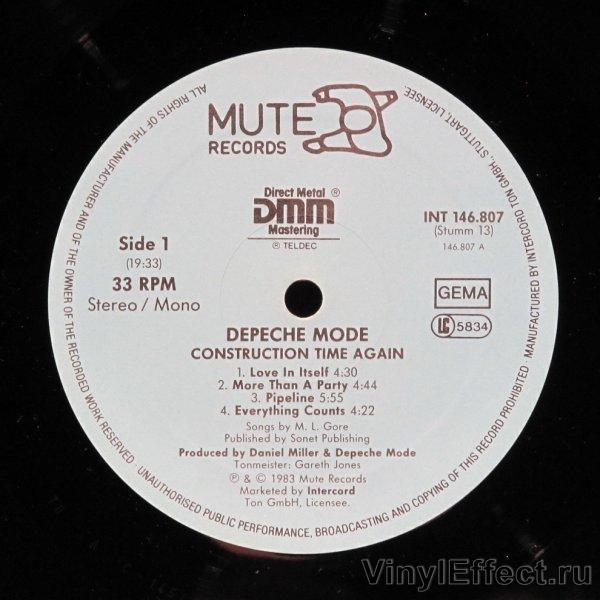 MUTE
RECORDS
Direct Metal ®
DMM
Mastering
℗ TELDEC
Side 1
(19:33)
33 RPM
Stereo / Mono
INT 146.807
(Stumm 13)
146.807 A
GEMA
LC 5834
DEPECHE MODE
CONSTRUCTION TIME AGAIN
1. Love In Itself 4:30
2. More Than A Party 4:44
3. Pipeline 5:55
4. Everything Counts 4:22
Songs by M. L. Gore
Published by Sonet Publishing
Produced by Daniel Miller & Depeche Mode
Tonmeister: Gareth Jones
℗ & © 1983 Mute Records
Marketed by Intercord
Ton GmbH, Licensee.
ALL RIGHTS OF THE MANUFACTURER AND OF THE OWNER OF THE RECORDED WORK RESERVED · UNAUTHORISED PUBLIC PERFORMANCE, BROADCASTING AND COPYING OF THIS RECORD PROHIBITED · MANUFACTURED BY INTERCORD TON GMBH., STUTTGART, LICENSEE.
VinylEffect.ru